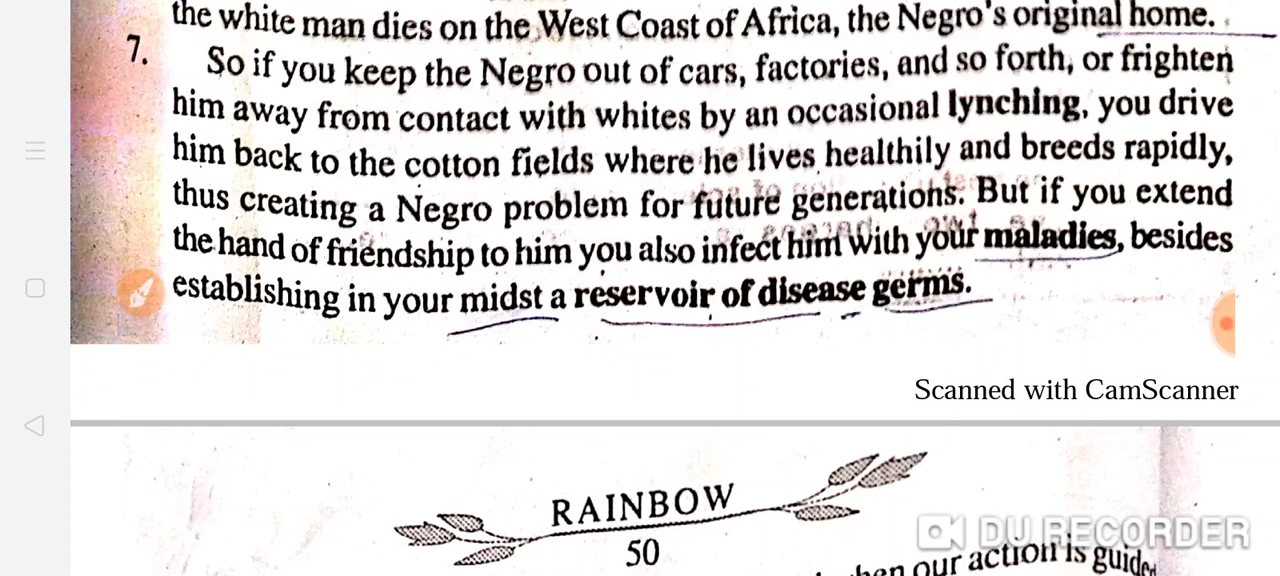 the white man dies on the West Coast of Africa, the Negro's original home.
7.
So if you keep the Negro out of cars, factories, and so forth, or frighten
him away from contact with whites by an occasional lynching, you drive
him back to the cotton fields where he lives healthily and breeds rapidly,
thus creating a Negro problem for future generations. But if you extend
the hand of friendship to him you also infect him with your maladies, besides
establishing in your midst a reservoir of disease germs.
Scanned with CamScanner
RAINBOW
50
DU RECORDER
our action is